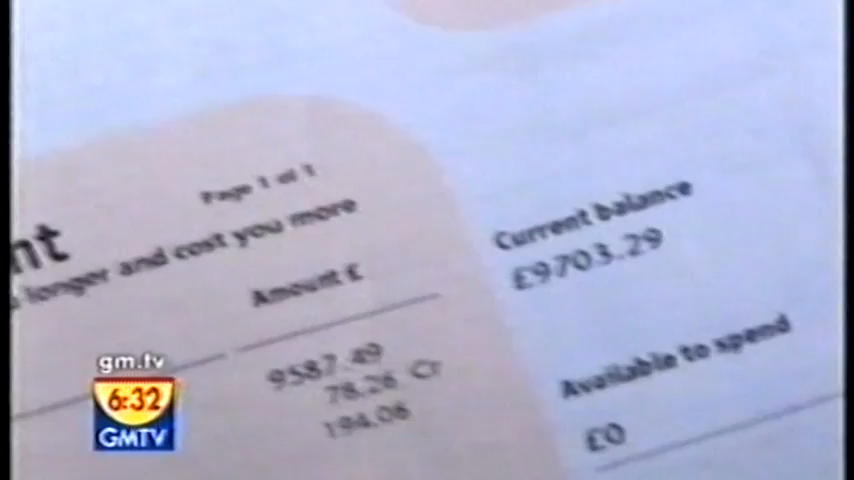 Page 1 of 1
nt
longer and cost you more
Amount £
9587.49
78.26 Cr
194.06
Current balance
£9703.29
Available to spend
£0
gm.tv
6:32
GMTV